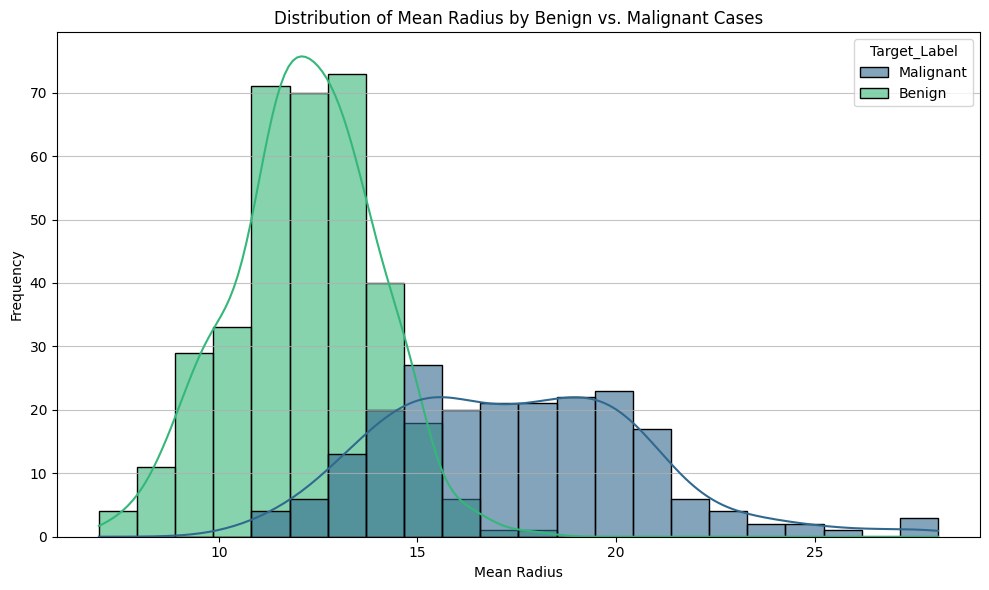 Distribution of Mean Radius by Benign vs. Malignant Cases
Target_Label
Malignant
Benign
70
60
50
40
30
20
10
0
Frequency
10
15
20
25
Mean Radius